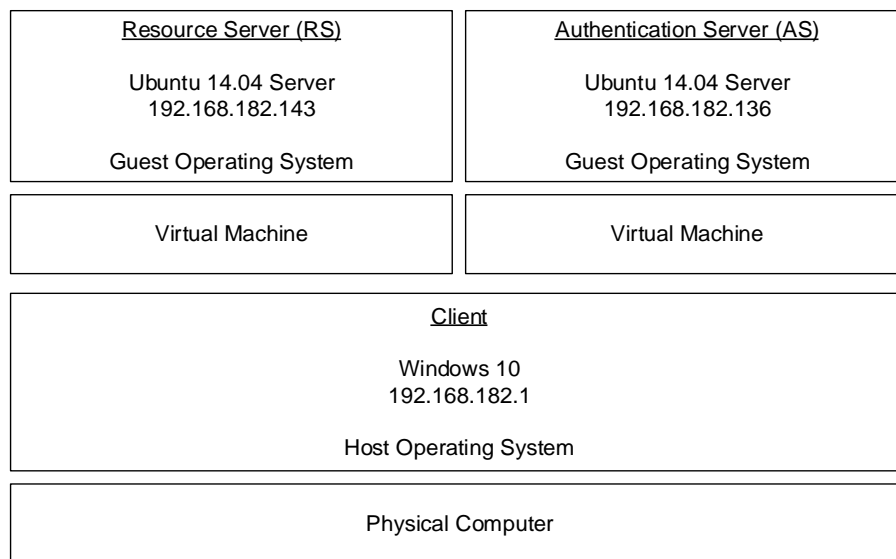 Resource Server (RS)
Ubuntu 14.04 Server
192.168.182.143
Guest Operating System
Authentication Server (AS)
Ubuntu 14.04 Server
192.168.182.136
Guest Operating System
Virtual Machine
Virtual Machine
Client
Windows 10
192.168.182.1
Host Operating System
Physical Computer